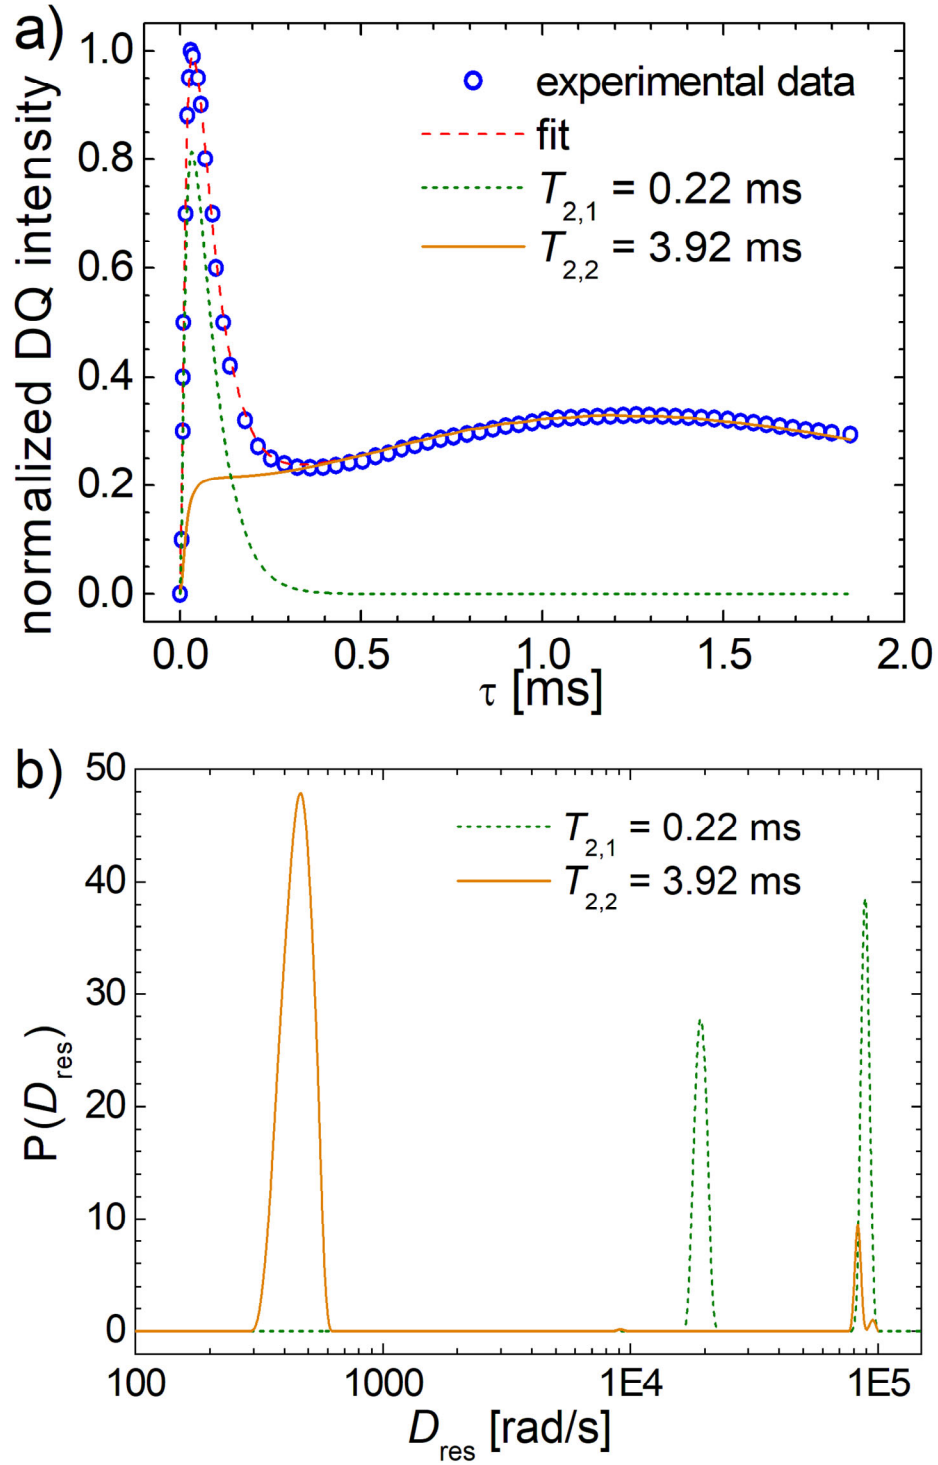 a)
normalized DQ intensity
1.0
0.8
0.6
0.4
0.2
0.0
experimental data
fit
T2,1 = 0.22 ms
T2,2 = 3.92 ms
0.0 0.5 1.0 1.5 2.0
τ [ms]
b)
P(Dres)
50
40
30
20
10
0
T2,1 = 0.22 ms
T2,2 = 3.92 ms
100 1000 1E4 1E5
Dres [rad/s]